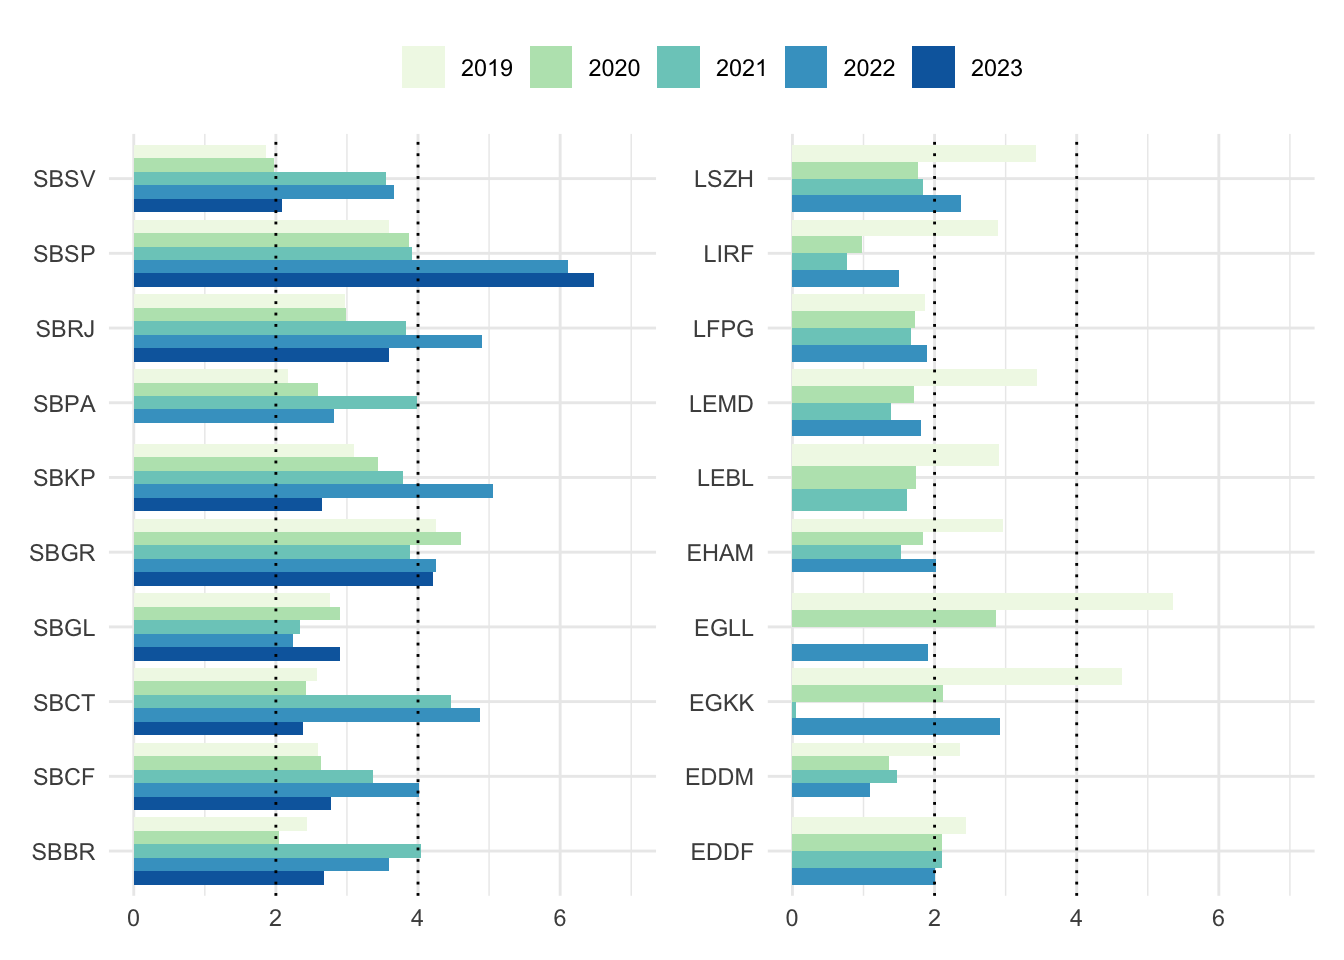 2019 2020 2021 2022 2023
SBSV
SBSP
SBRJ
SBPA
SBKP
SBGR
SBGL
SBCT
SBCF
SBBR
0 2 4 6
LSZH
LIRF
LFPG
LEMD
LEBL
EHAM
EGLL
EGKK
EDDM
EDDF
0 2 4 6